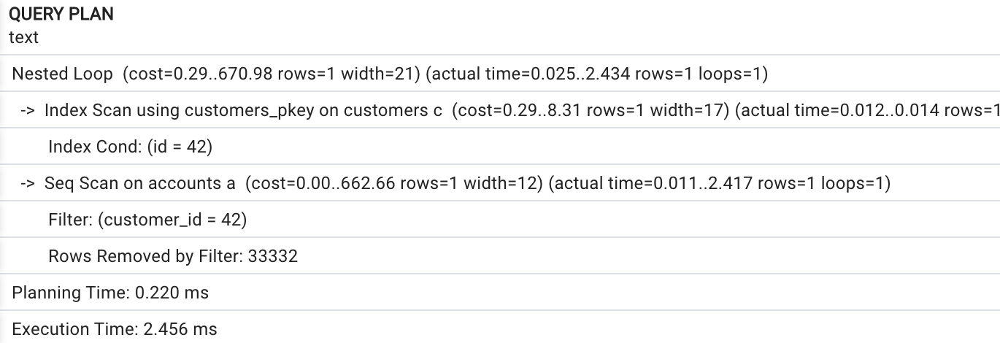 QUERY PLAN
text
Nested Loop  (cost=0.29..670.98 rows=1 width=21) (actual time=0.025..2.434 rows=1 loops=1)
->  Index Scan using customers_pkey on customers c  (cost=0.29..8.31 rows=1 width=17) (actual time=0.012..0.014 rows=1
Index Cond: (id = 42)
->  Seq Scan on accounts a  (cost=0.00..662.66 rows=1 width=12) (actual time=0.011..2.417 rows=1 loops=1)
Filter: (customer_id = 42)
Rows Removed by Filter: 33332
Planning Time: 0.220 ms
Execution Time: 2.456 ms